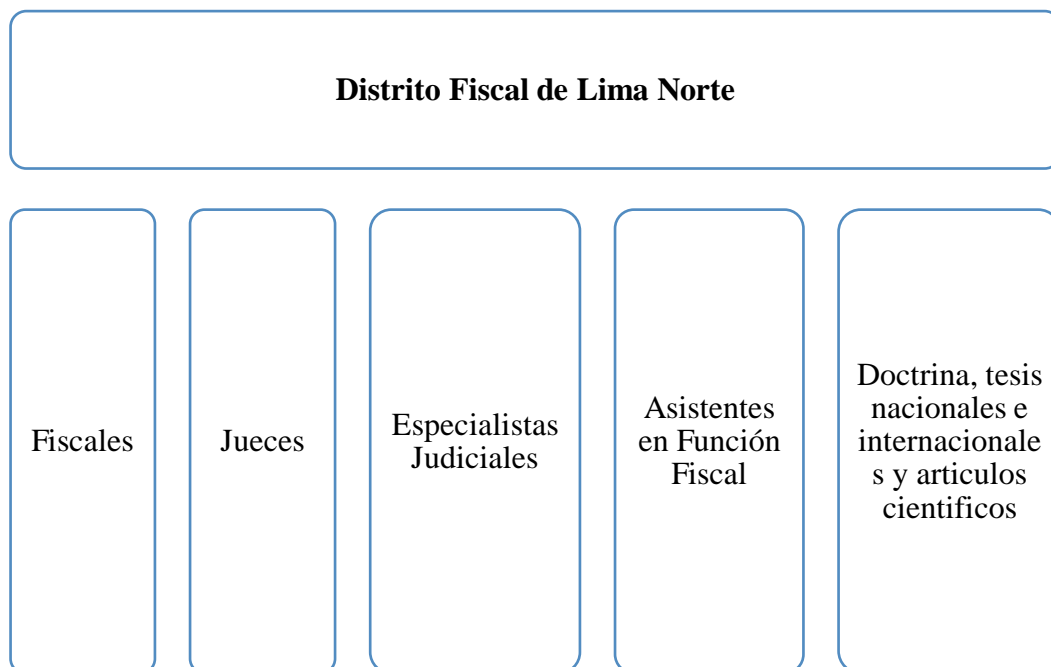 Distrito Fiscal de Lima Norte
Fiscales
Jueces
Especialistas
Judiciales
Asistentes
en Función
Fiscal
Doctrina, tesis
nacionales e
internacionale
s y articulos
cientificos